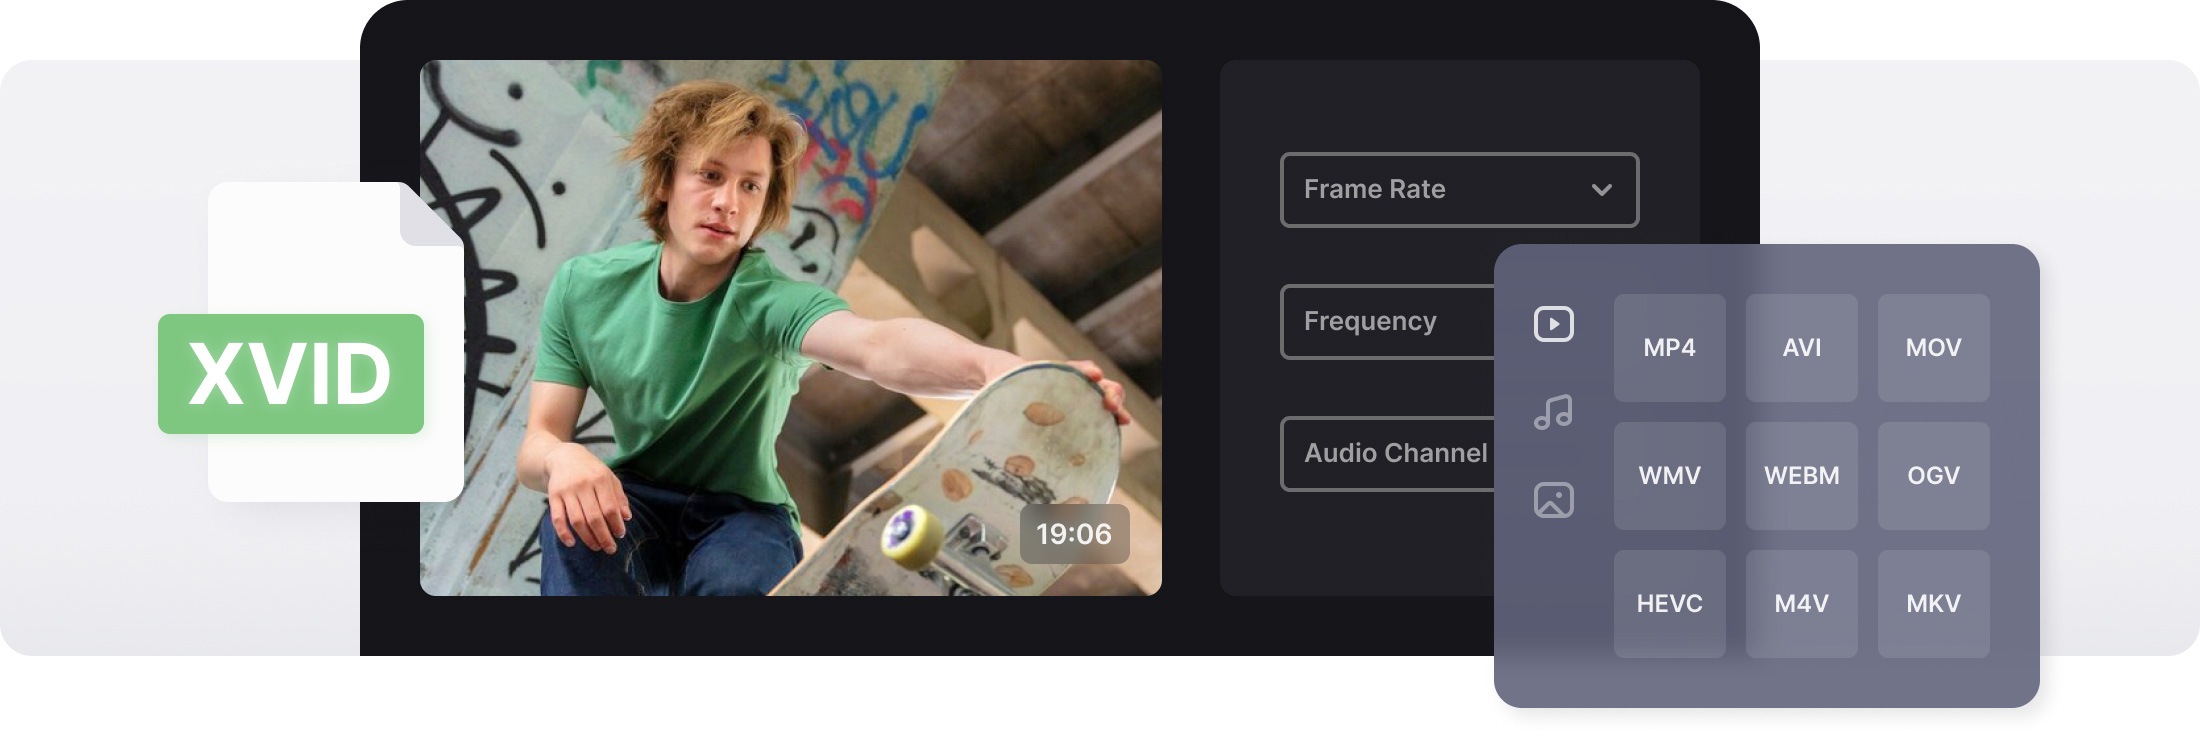 XVID
19:06
Frame Rate
Frequency
Audio Channel
MP4 AVI MOV
WMV WEBM OGV
HEVC M4V MKV